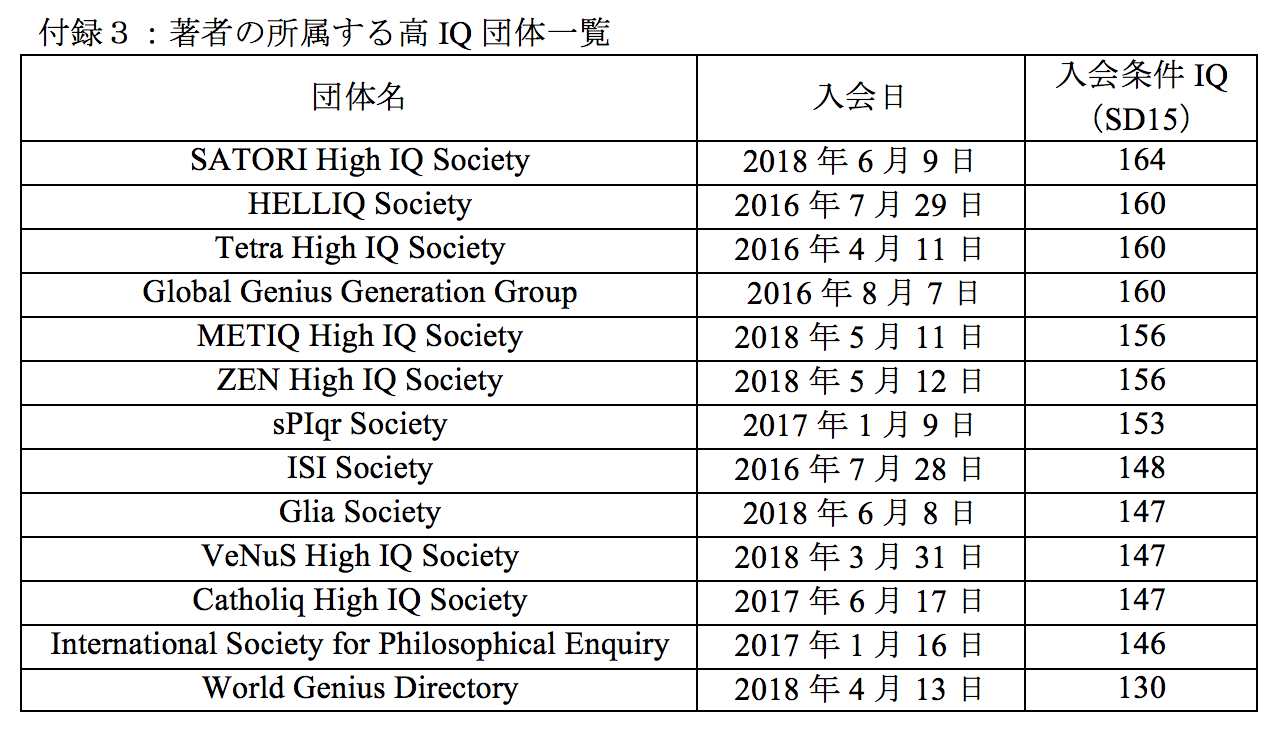 付録３：著者の所属する高 IQ 団体一覧
団体名 入会日 入会条件 IQ
（SD15）
SATORI High IQ Society 2018 年 6 月 9 日 164
HELLIQ Society 2016 年 7 月 29 日 160
Tetra High IQ Society 2016 年 4 月 11 日 160
Global Genius Generation Group 2016 年 8 月 7 日 160
METIQ High IQ Society 2018 年 5 月 11 日 156
ZEN High IQ Society 2018 年 5 月 12 日 156
sPIqr Society 2017 年 1 月 9 日 153
ISI Society 2016 年 7 月 28 日 148
Glia Society 2018 年 6 月 8 日 147
VeNuS High IQ Society 2018 年 3 月 31 日 147
Catholiq High IQ Society 2017 年 6 月 17 日 147
International Society for Philosophical Enquiry 2017 年 1 月 16 日 146
World Genius Directory 2018 年 4 月 13 日 130